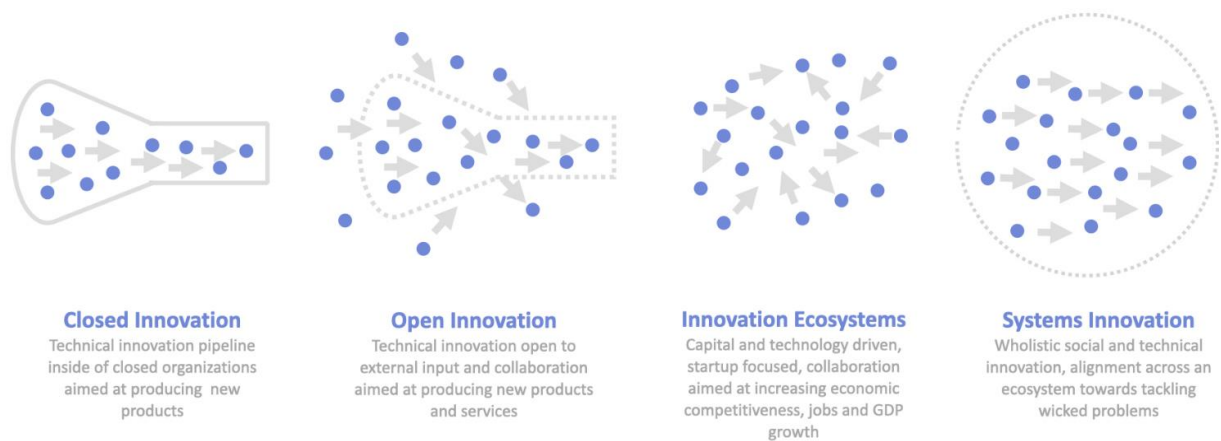 Closed Innovation
Technical innovation pipeline
inside of closed organizations
aimed at producing new
products
Open Innovation
Technical innovation open to
external input and collaboration
aimed at producing new products
and services
Innovation Ecosystems
Capital and technology driven,
startup focused, collaboration
aimed at increasing economic
competitiveness, jobs and GDP
growth
Systems Innovation
Wholistic social and technical
innovation, alignment across an
ecosystem towards tackling
wicked problems